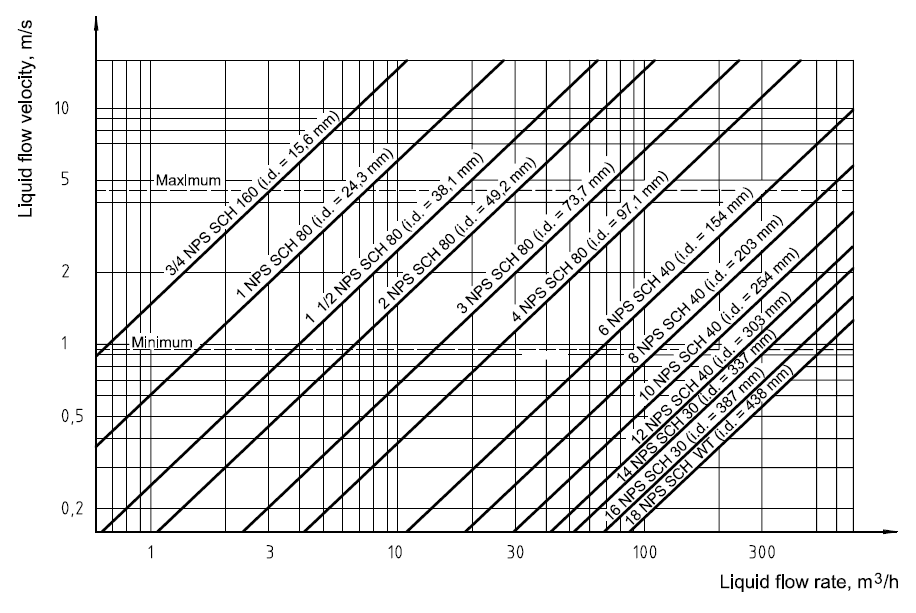 Liquid flow velocity, m/s
10
5
2
1
0,5
0,2
Maximum
Minimum
3/4 NPS SCH 160 (i.d. = 15,6 mm)
1 NPS SCH 80 (i.d. = 24,3 mm)
1 1/2 NPS SCH 80 (i.d. = 38,1 mm)
2 NPS SCH 80 (i.d. = 49,2 mm)
3 NPS SCH 80 (i.d. = 73,7 mm)
4 NPS SCH 80 (i.d. = 97,1 mm)
6 NPS SCH 40 (i.d. = 154 mm)
8 NPS SCH 40 (i.d. = 203 mm)
10 NPS SCH 40 (i.d. = 254 mm)
12 NPS SCH 40 (i.d. = 303 mm)
14 NPS SCH 30 (i.d. = 337 mm)
16 NPS SCH 30 (i.d. = 387 mm)
18 NPS SCH WT (i.d. = 438 mm)
1
3
10
30
100
300
Liquid flow rate, m³/h